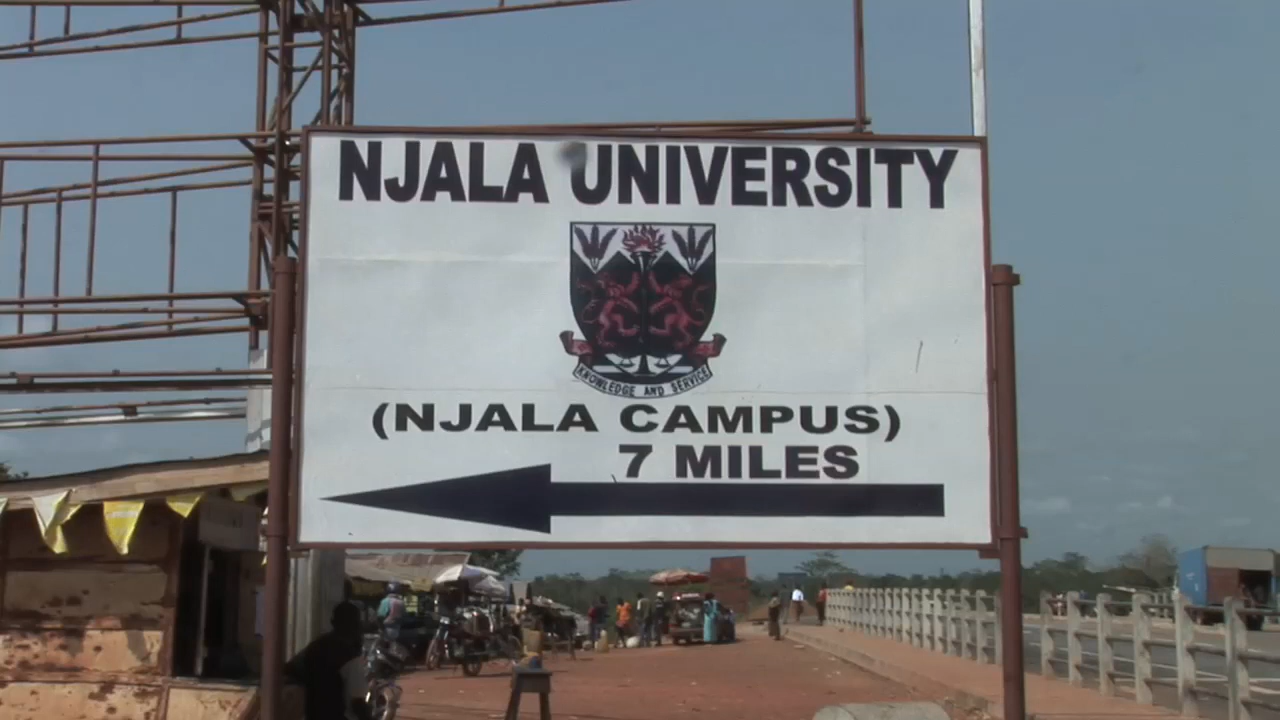 NJALA UNIVERSITY
KNOWLEDGE AND SERVICE
(NJALA CAMPUS)
7 MILES